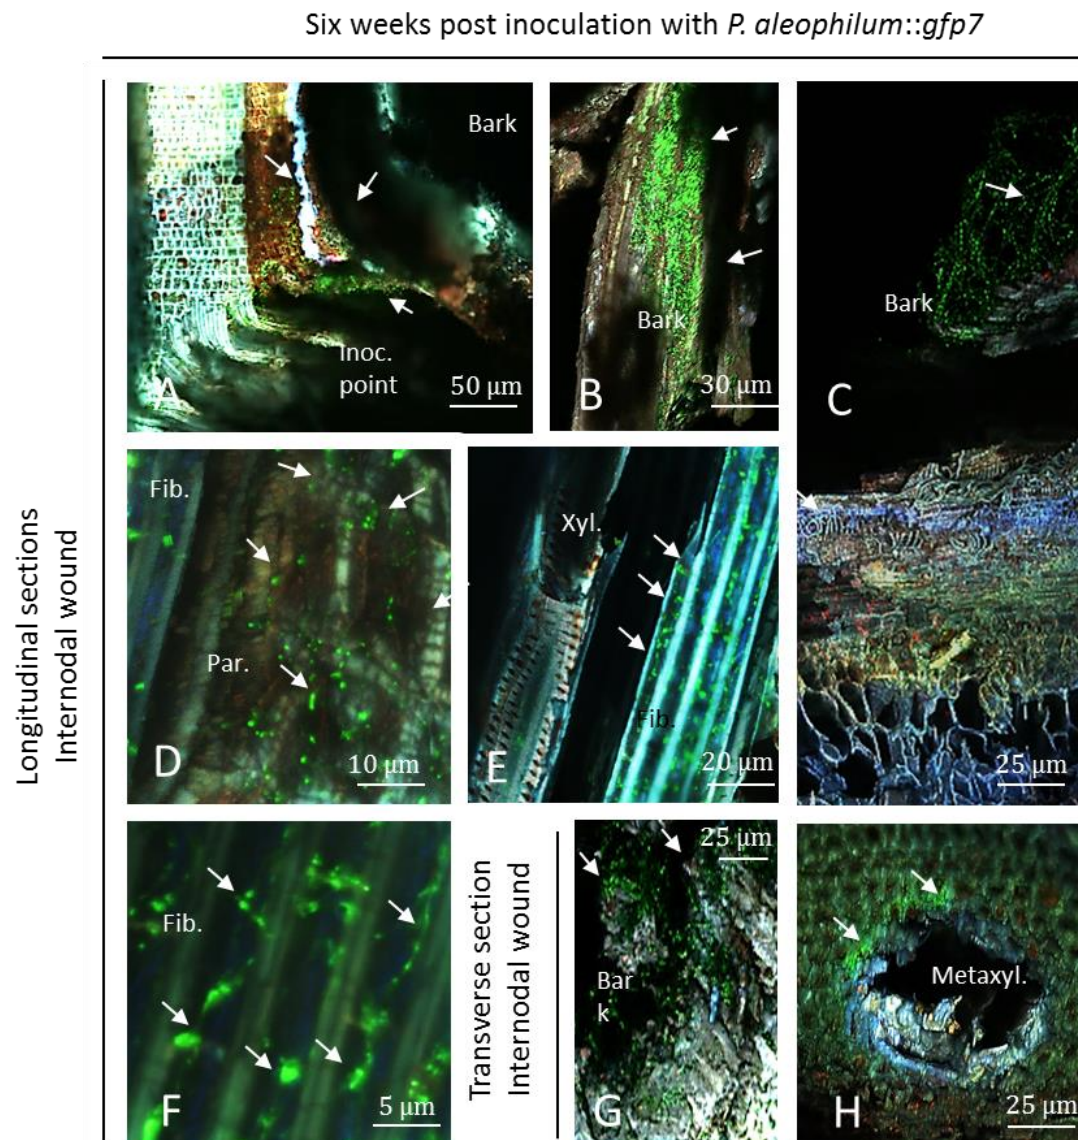 Six weeks post inoculation with P. aleophilum::gfp7
Longitudinal sections
Internodal wound
Bark
Inoc.
point
50 µm
A
Bark
30 µm
B
Bark
C
25 µm
Fib.
Par.
D
10 µm
Xyl.
Fib.
E
20 µm
Fib.
F
5 µm
Transverse section
Internodal wound
25 µm
Bar
k
G
Metaxyl.
H
25 µm